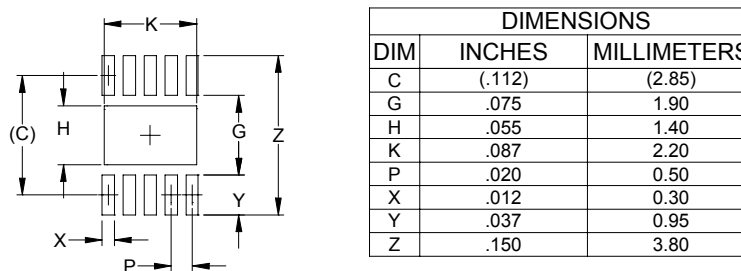 K
(C)
H
G
Z
Y
X
P
DIMENSIONS
DIM INCHES MILLIMETERS
C (.112) (2.85)
G .075 1.90
H .055 1.40
K .087 2.20
P .020 0.50
X .012 0.30
Y .037 0.95
Z .150 3.80